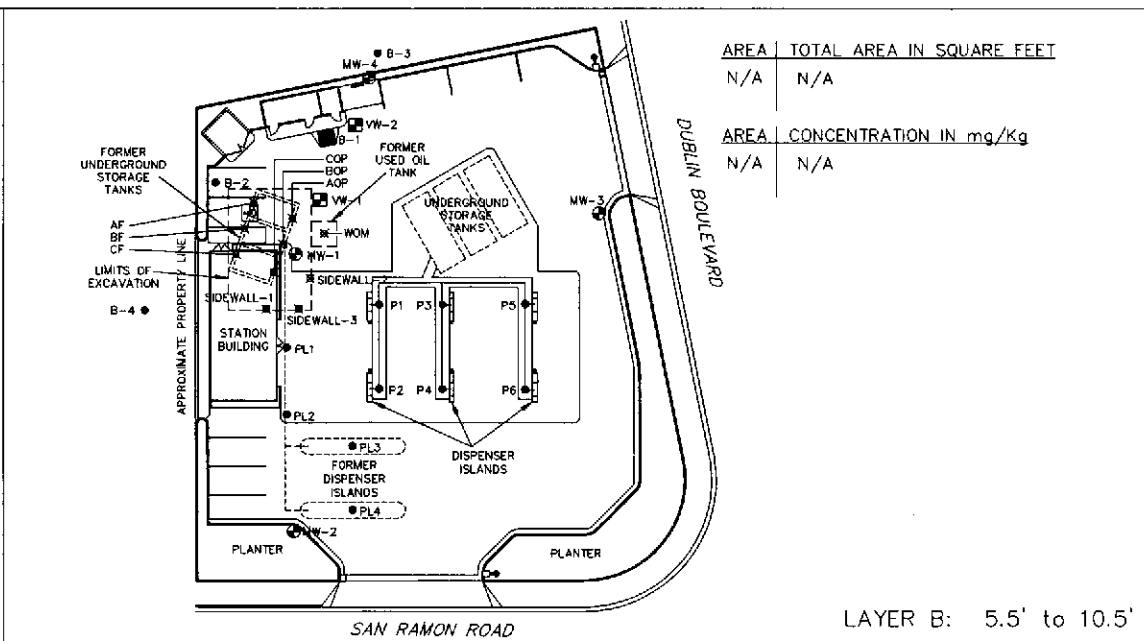 AREA TOTAL AREA IN SQUARE FEET
N/A N/A
AREA CONCENTRATION IN mg/Kg
N/A N/A
B-3
MW-4
VW-2
B-1
FORMER
UNDERGROUND
STORAGE
TANKS
COP
BOP
AOP
FORMER
USED OIL
TANK
B-2
VW-1
WOM
AF
BF
CF
MW-1
LIMITS OF
EXCAVATION
SIDEWALL-1
SIDEWALL-
SIDEWALL-3
B-4
APPROXIMATE PROPERTY LINE
STATION
BUILDING
UNDERGROUND
STORAGE
TANKS
MW-3
DUBLIN BOULEVARD
P1
P3
P5
P2
P4
P6
PL1
PL2
PL3
FORMER
DISPENSER
ISLANDS
PL4
DISPENSER
ISLANDS
MW-2
PLANTER
PLANTER
SAN RAMON ROAD
LAYER B: 5.5' to 10.5'